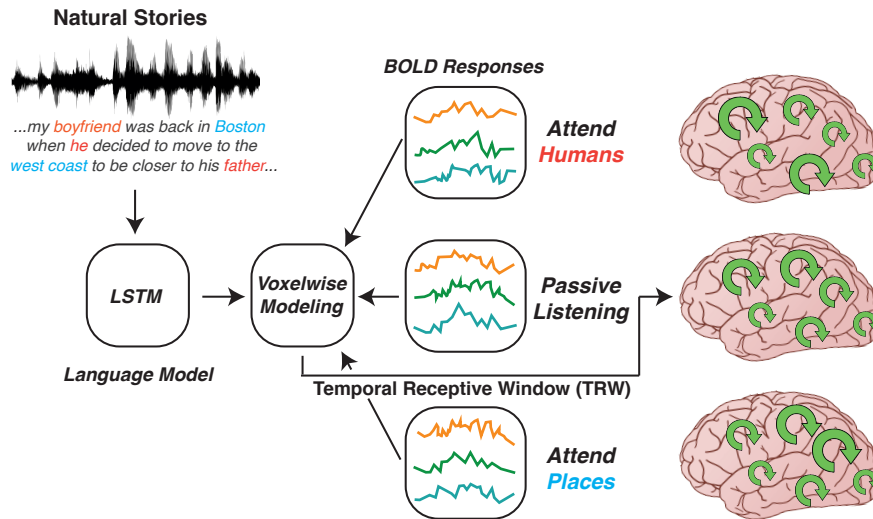 Natural Stories
...my boyfriend was back in Boston
when he decided to move to the
west coast to be closer to his father...
LSTM
Language Model
Voxelwise
Modeling
BOLD Responses
Attend
Humans
Passive
Listening
Temporal Receptive Window (TRW)
Attend
Places